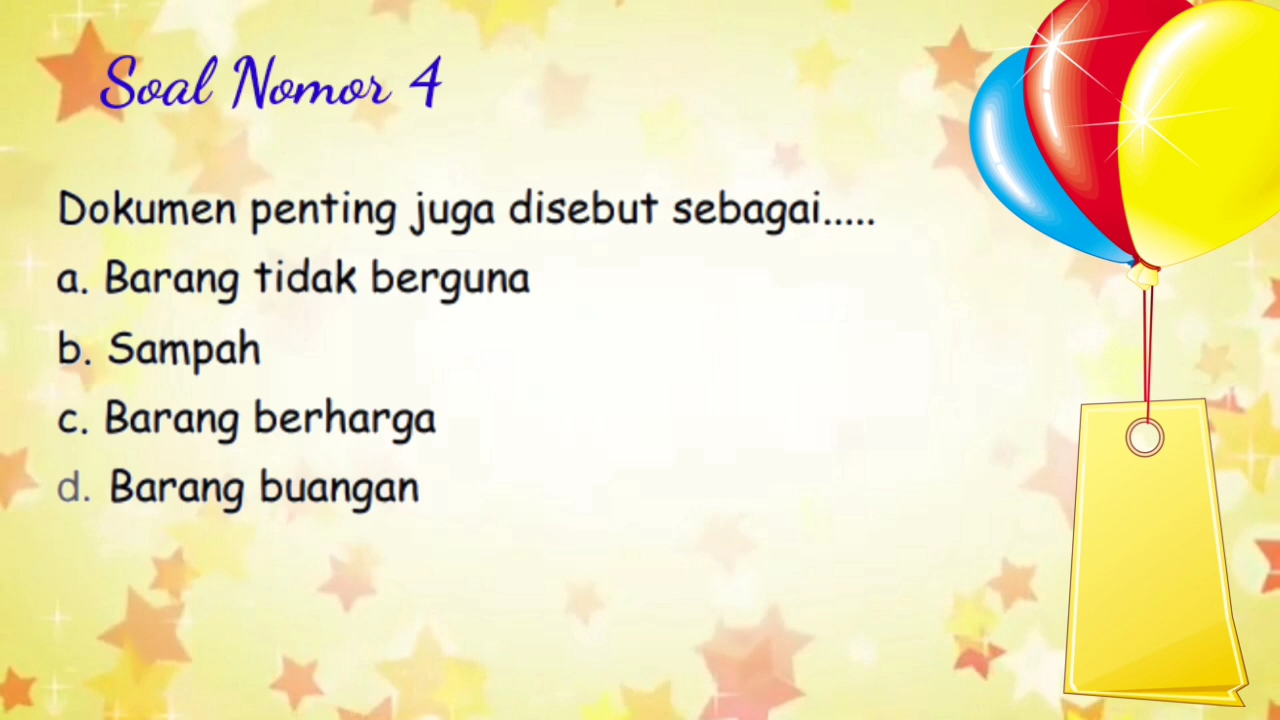 Soal Nomor 4
Dokumen penting juga disebut sebagai.....
a. Barang tidak berguna
b. Sampah
c. Barang berharga
d. Barang buangan